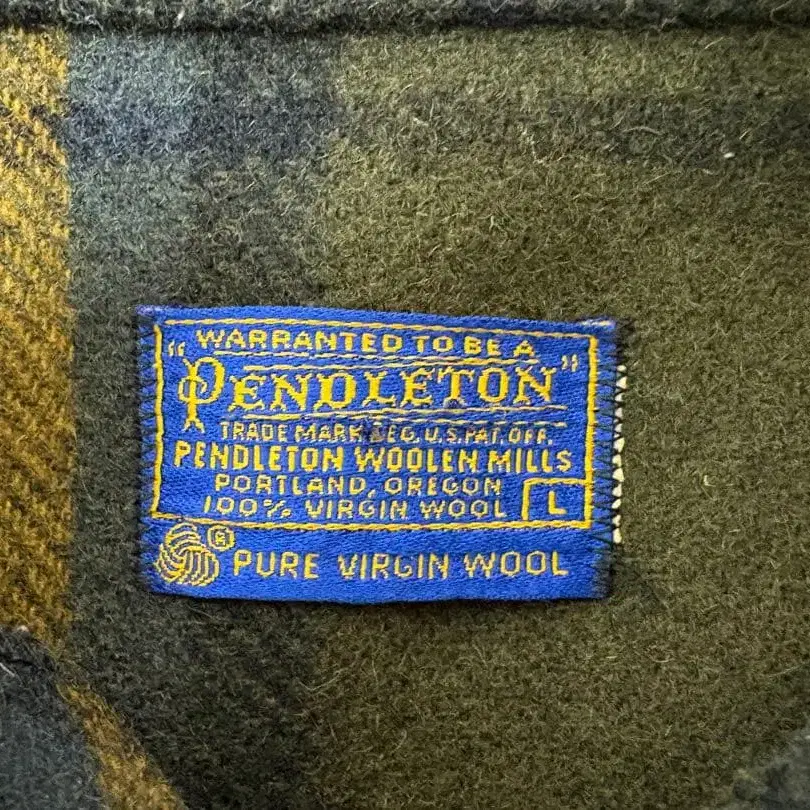 WARRANTED TO BE A
"PENDLETON"
TRADE MARK REG. U.S. PAT. OFF.
PENDLETON WOOLEN MILLS
PORTLAND, OREGON
100% VIRGIN WOOL L
® PURE VIRGIN WOOL